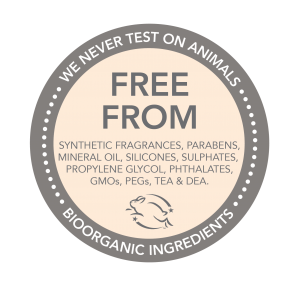 WE NEVER TEST ON ANIMALS
FREE
FROM
SYNTHETIC FRAGRANCES, PARABENS,
MINERAL OIL, SILICONES, SULPHATES,
PROPYLENE GLYCOL, PHTHALATES,
GMOs, PEGs, TEA & DEA.
BIOORGANIC INGREDIENTS